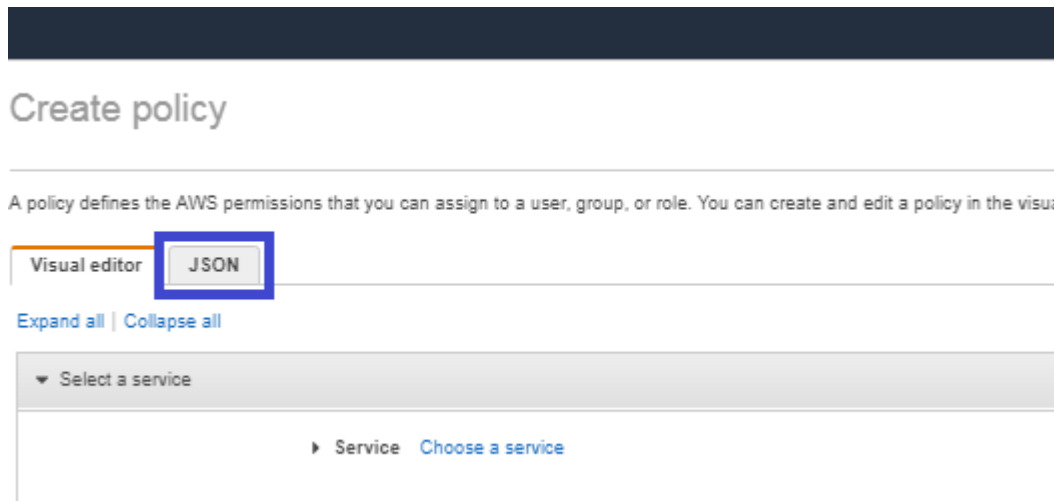 Create policy
A policy defines the AWS permissions that you can assign to a user, group, or role. You can create and edit a policy in the
Visual editor JSON
Expand all | Collapse all
Select a service
Service Choose a service